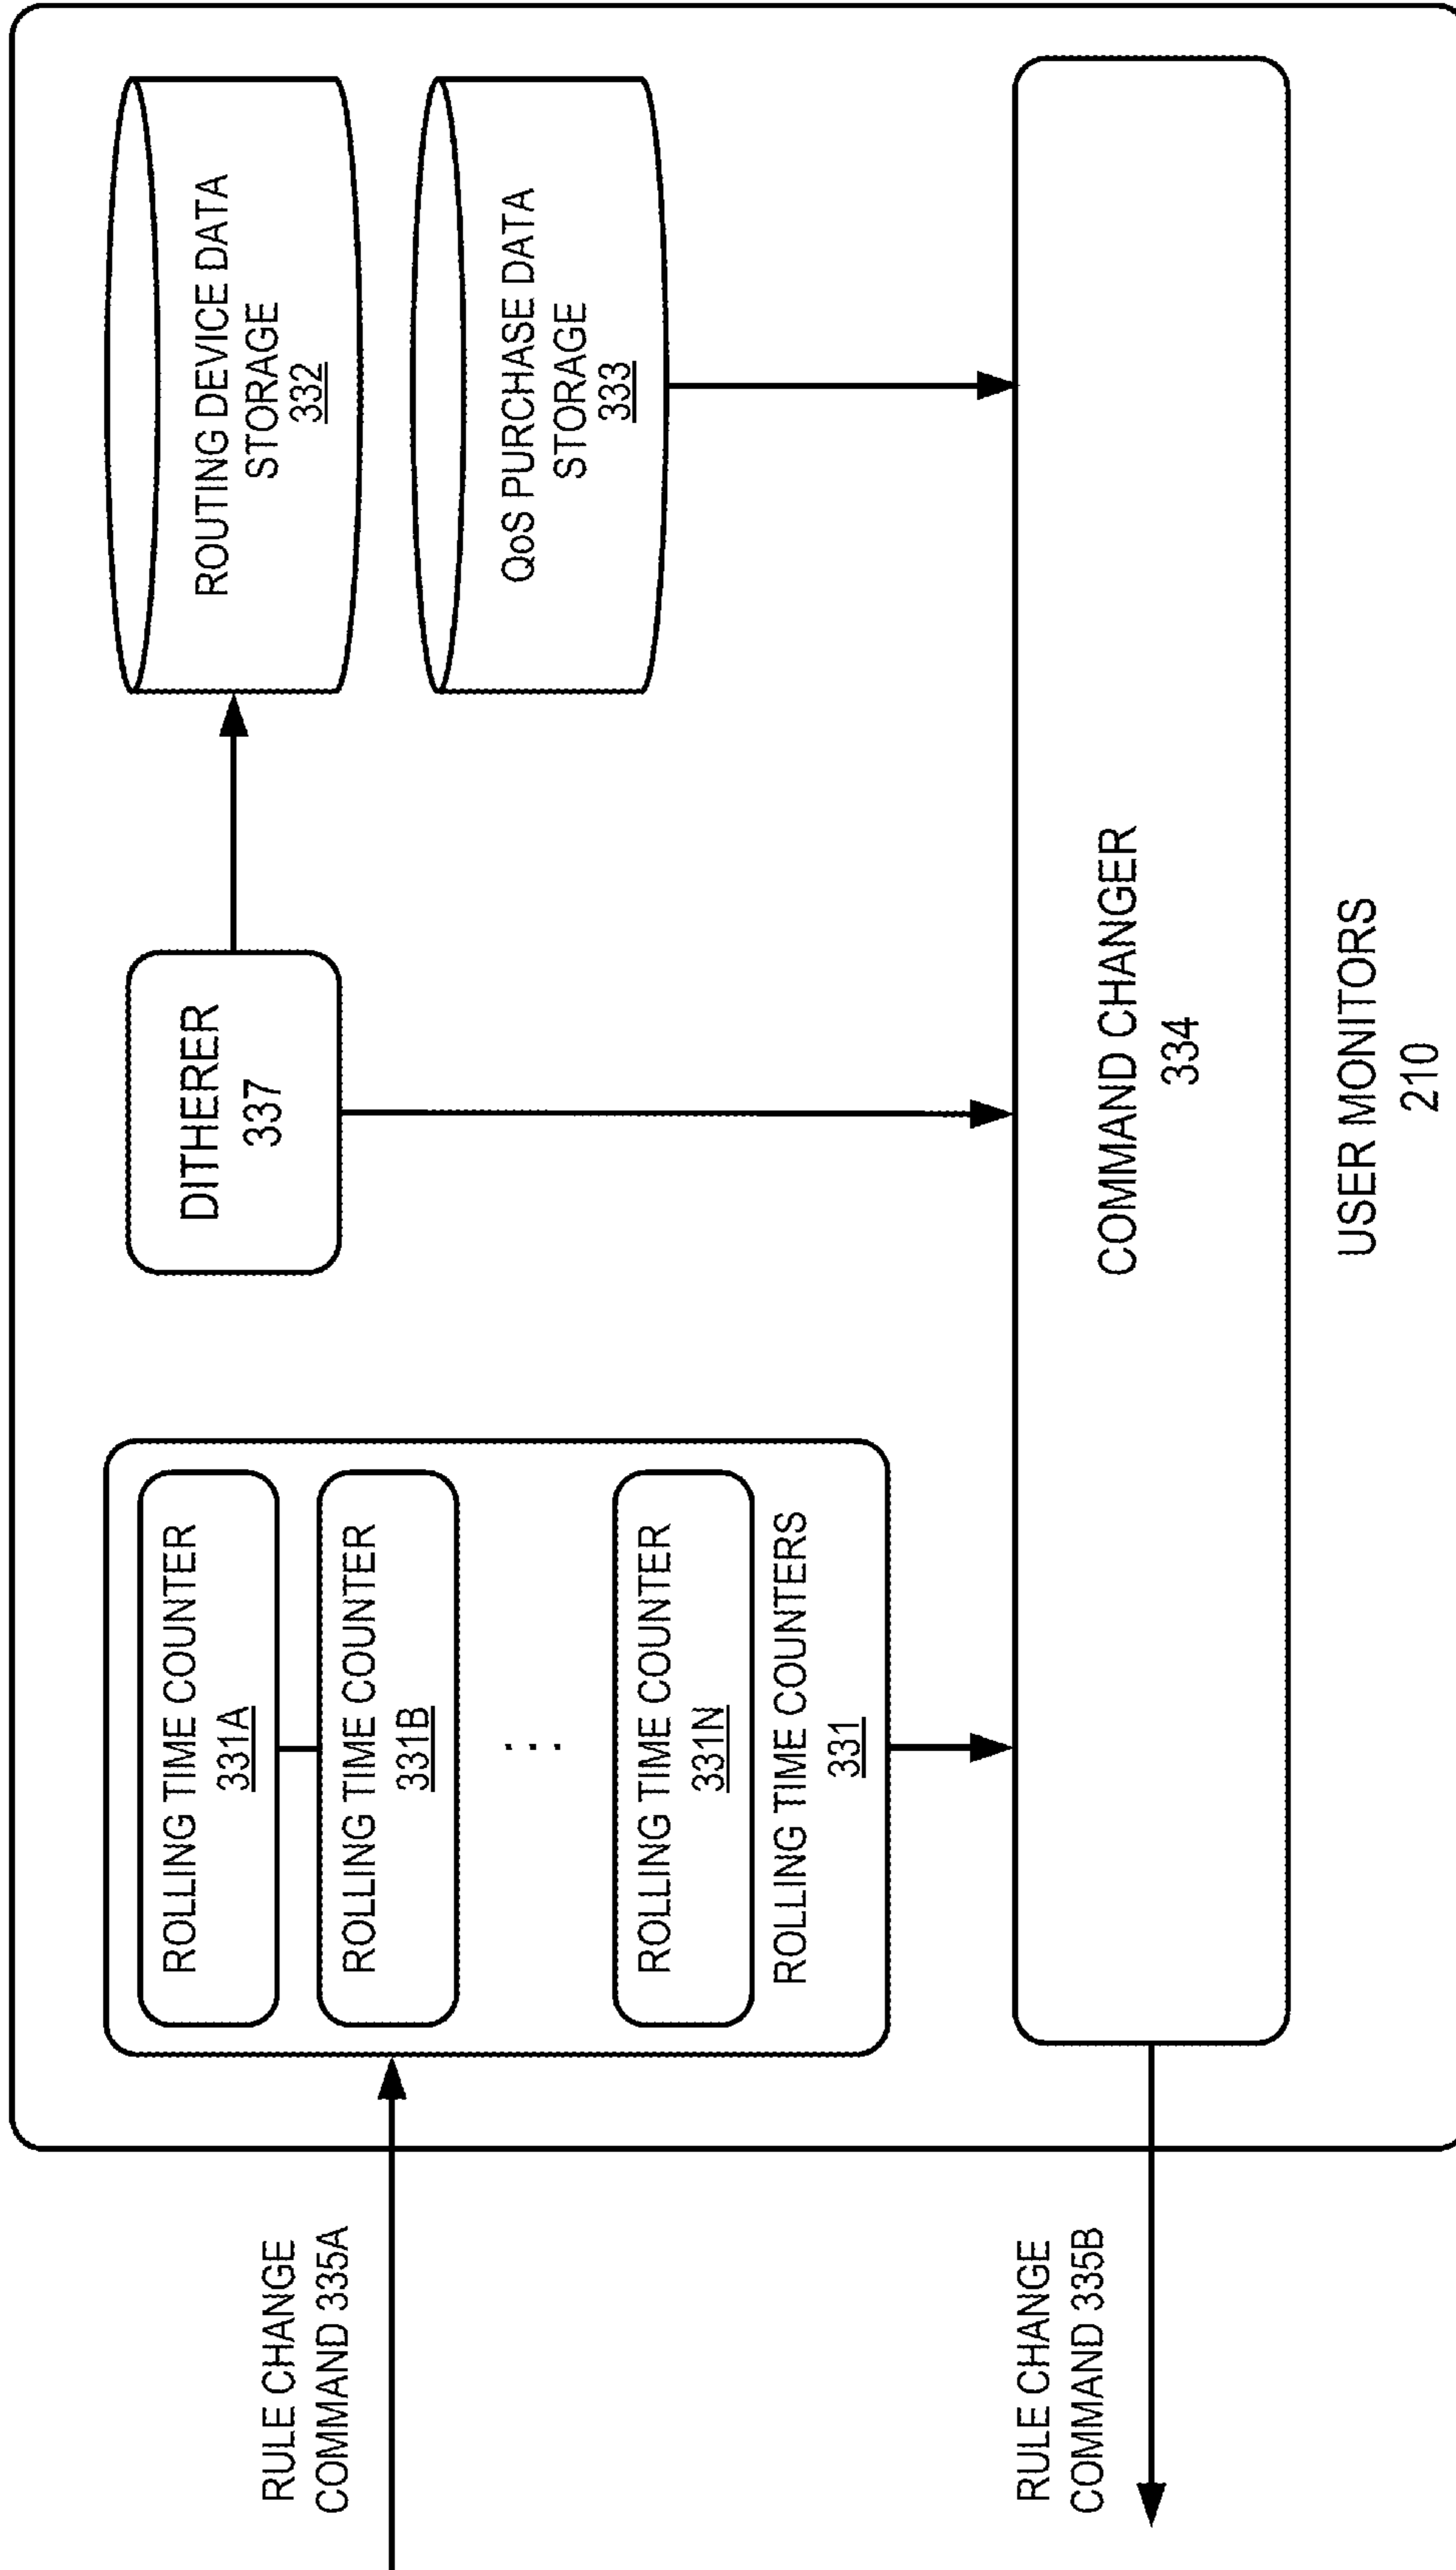 RULE CHANGE
COMMAND 335A
ROLLING TIME COUNTER
331A
ROLLING TIME COUNTER
331B
...
ROLLING TIME COUNTER
331N
ROLLING TIME COUNTERS
331
DITHERER
337
ROUTING DEVICE DATA
STORAGE
332
QoS PURCHASE DATA
STORAGE
333
RULE CHANGE
COMMAND 335B
COMMAND CHANGER
334
USER MONITORS
210